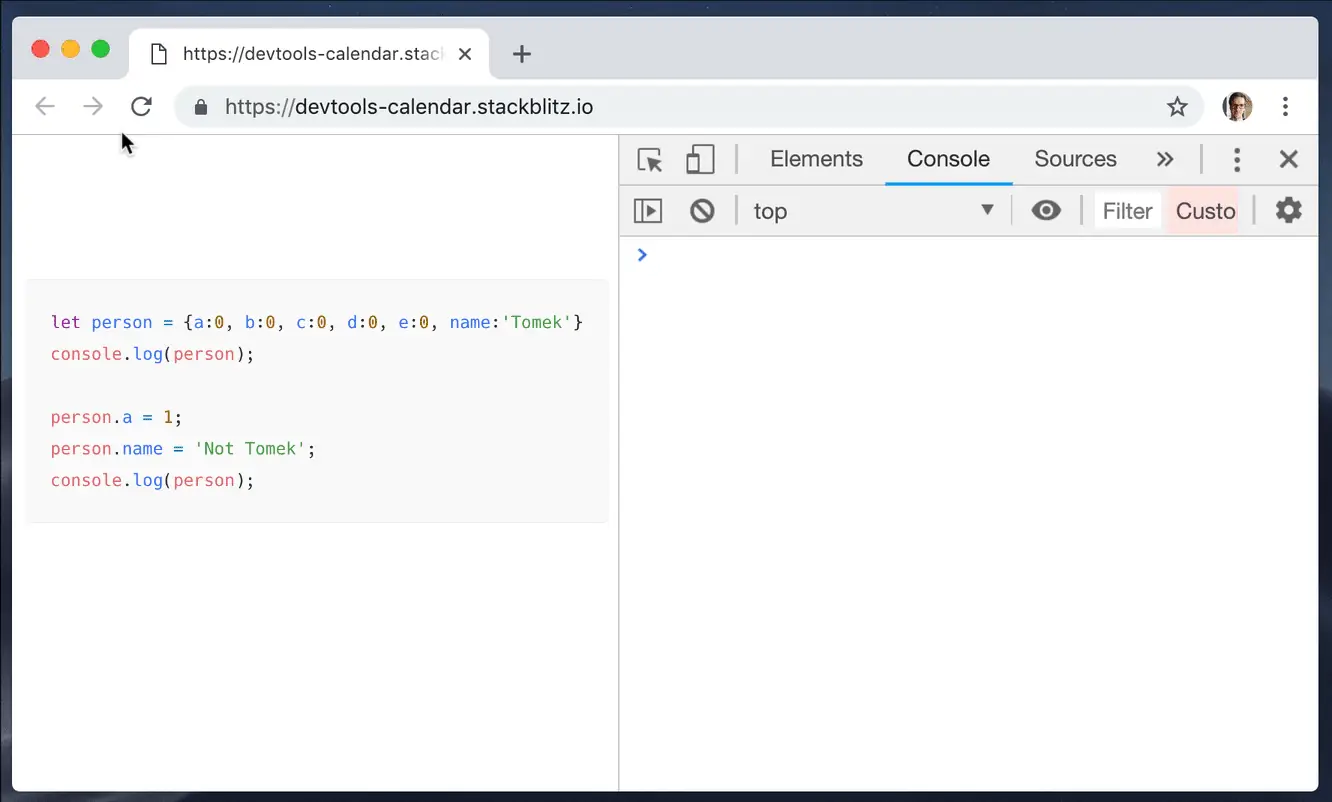 https://devtools-calendar.stac
https://devtools-calendar.stackblitz.io
Elements Console Sources
top Filter Custo
let person = {a:0, b:0, c:0, d:0, e:0, name:'Tomek'}
console.log(person);
person.a = 1;
person.name = 'Not Tomek';
console.log(person);